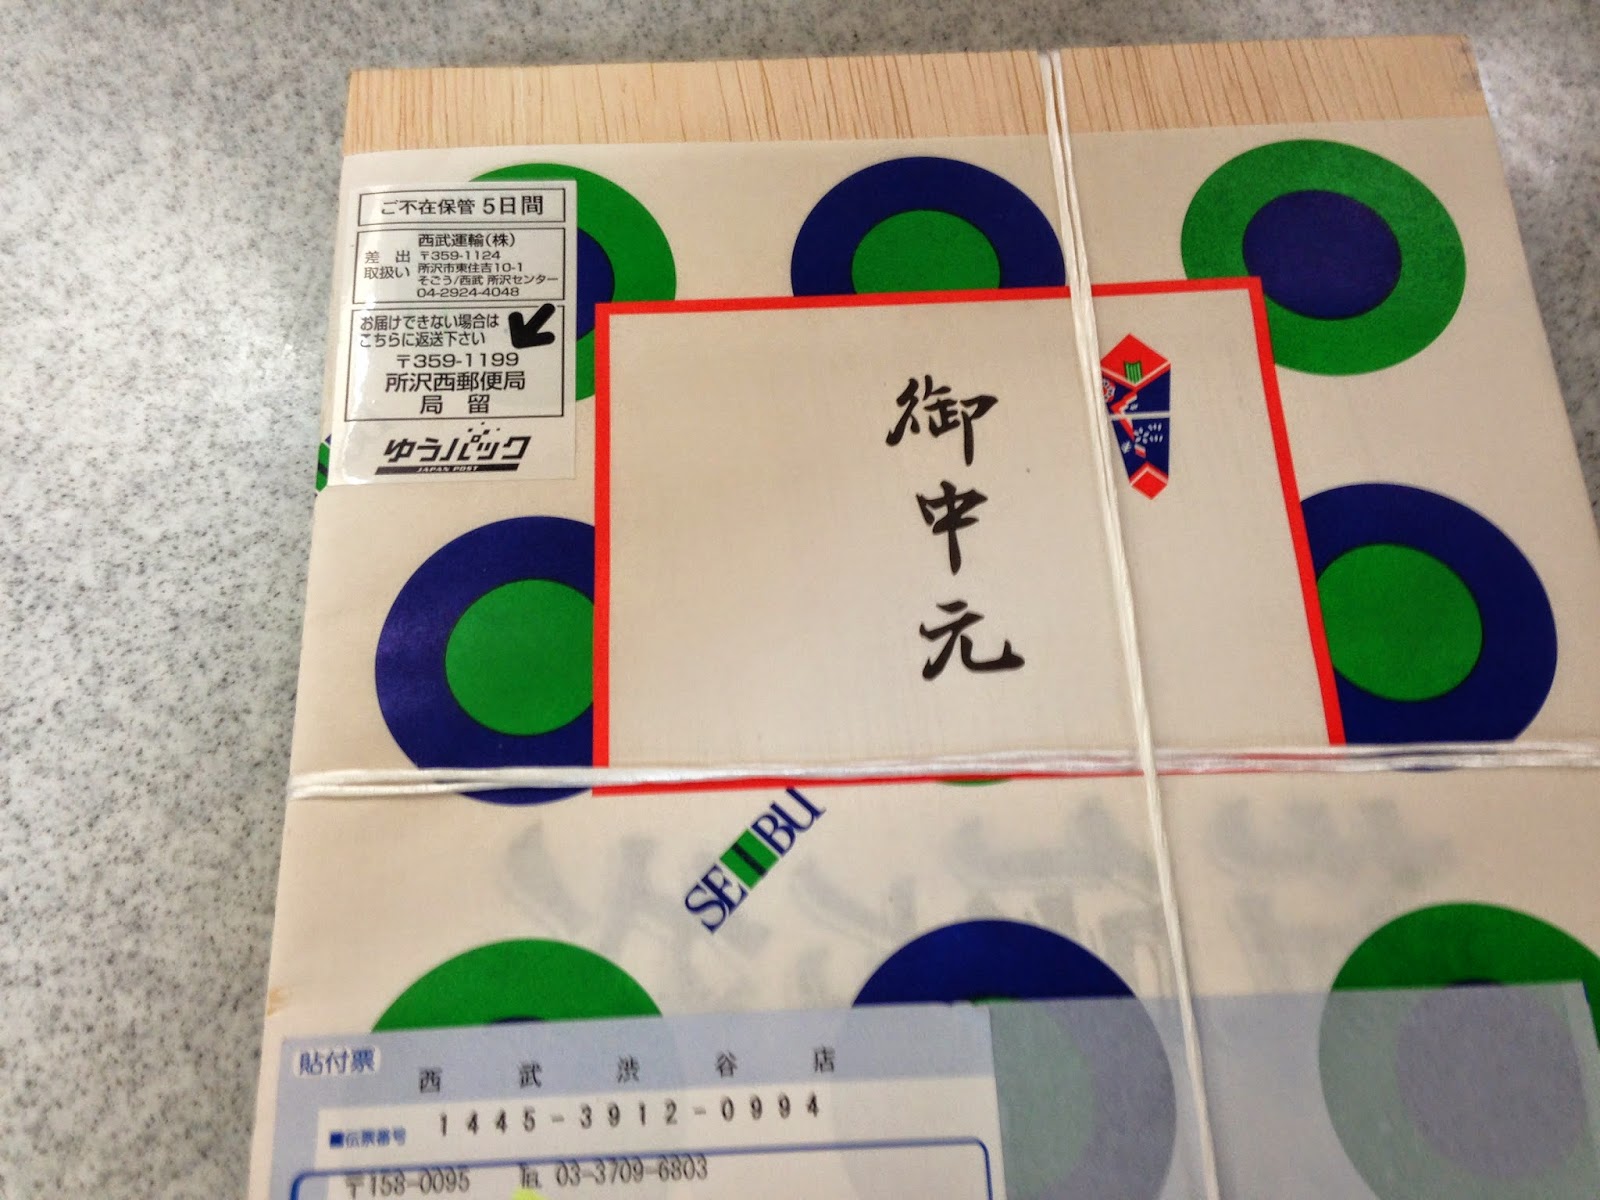 ご不在保管 5日間
西武運輸(株)
差出 〒359-1124
取扱い 所沢市東住吉10-1
そごう/西武 所沢センター
04-2924-4048
お届けできない場合は
こちらに返送下さい
〒359-1199
所沢西郵便局
局 留
ゆうパック
JAPAN POST
御中元
SEIBU
貼付票
西武渋谷店
■伝票番号 1445-3912-0994
〒158-0095 ℡ 03-3709-6803